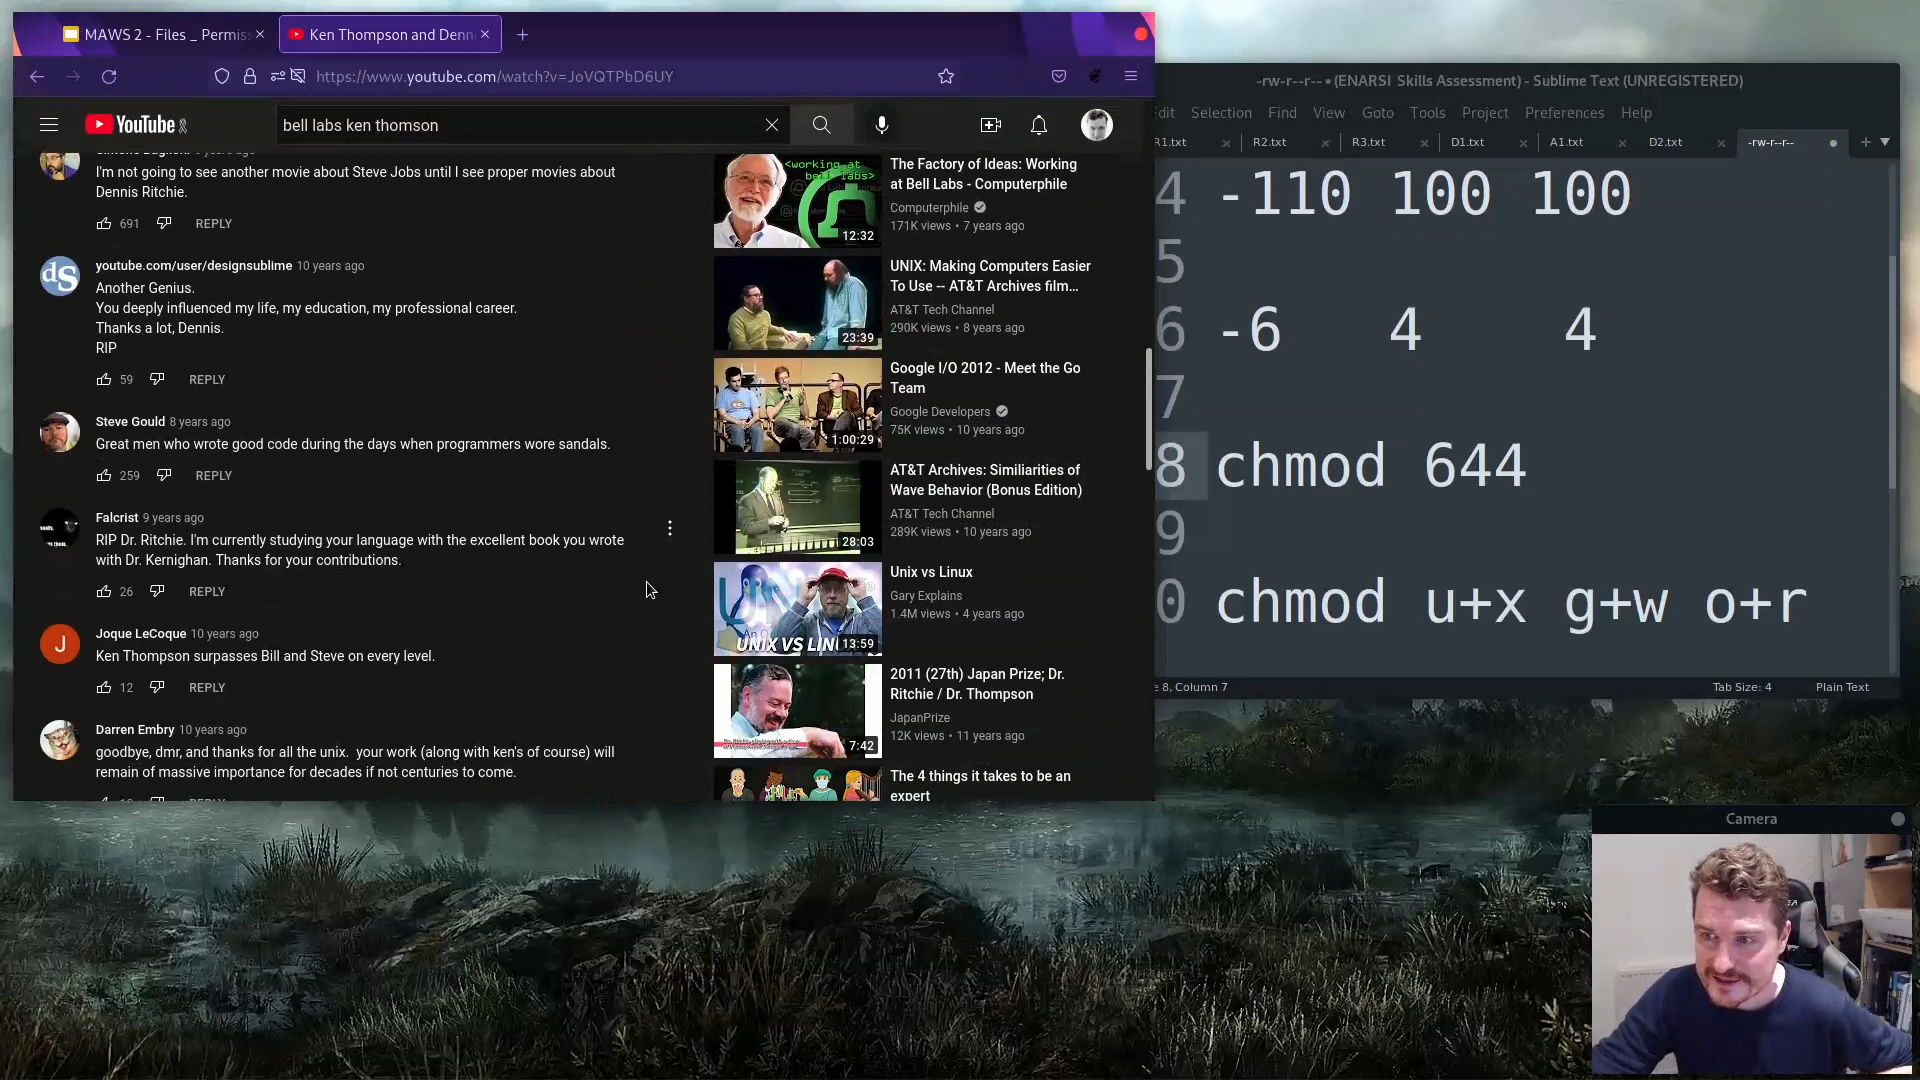 MAWS 2 - Files _ Permiss
Ken Thompson and Denn
https://www.youtube.com/watch?v=JoVQTPbD6UY
YouTube
bell labs ken thomson
I'm not going to see another movie about Steve Jobs until I see proper movies about
Dennis Ritchie.
691 REPLY
youtube.com/user/designsublime 10 years ago
Another Genius.
You deeply influenced my life, my education, my professional career.
Thanks a lot, Dennis.
RIP
59 REPLY
Steve Gould 8 years ago
Great men who wrote good code during the days when programmers wore sandals.
259 REPLY
Falcrist 9 years ago
RIP Dr. Ritchie. I'm currently studying your language with the excellent book you wrote
with Dr. Kernighan. Thanks for your contributions.
26 REPLY
Joque LeCoque 10 years ago
Ken Thompson surpasses Bill and Steve on every level.
12 REPLY
Darren Embry 10 years ago
goodbye, dmr, and thanks for all the unix. your work (along with ken's of course) will
remain of massive importance for decades if not centuries to come.
<working at
bell labs>
12:32
The Factory of Ideas: Working
at Bell Labs - Computerphile
Computerphile
171K views • 7 years ago
23:39
UNIX: Making Computers Easier
To Use -- AT&T Archives film...
AT&T Tech Channel
290K views • 8 years ago
1:00:29
Google I/O 2012 - Meet the Go
Team
Google Developers
75K views • 10 years ago
28:03
AT&T Archives: Similiarities of
Wave Behavior (Bonus Edition)
AT&T Tech Channel
289K views • 10 years ago
UNIX VS LIN
13:59
Unix vs Linux
Gary Explains
1.4M views • 4 years ago
7:42
2011 (27th) Japan Prize; Dr.
Ritchie / Dr. Thompson
JapanPrize
12K views • 11 years ago
The 4 things it takes to be an
expert
-rw-r--r-- • (ENARSI Skills Assessment) - Sublime Text (UNREGISTERED)
Edit Selection Find View Goto Tools Project Preferences Help
R1.txt R2.txt R3.txt D1.txt A1.txt D2.txt -rw-r--r--
4 -110 100 100
5
6 -6 4 4
7
8 chmod 644
9
0 chmod u+x g+w o+r
e 8, Column 7
Tab Size: 4 Plain Text
Camera